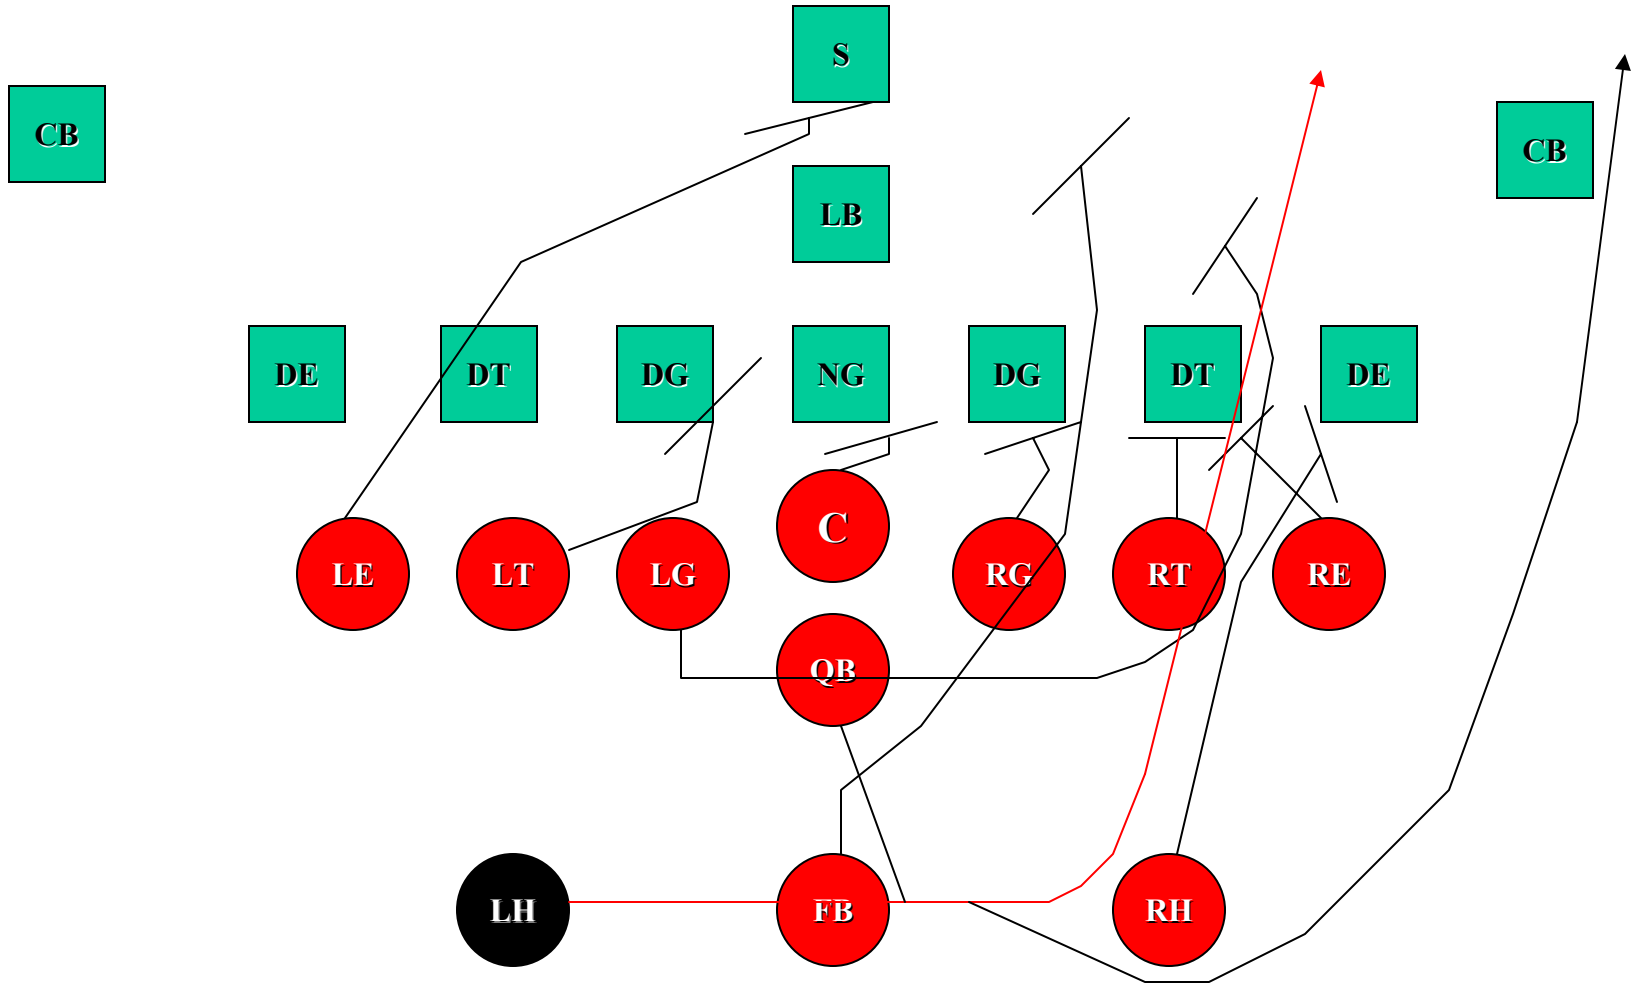 S
CB
CB
LB
DE
DT
DG
NG
DG
DT
DE
C
LE
LT
LG
RG
RT
RE
QB
LH
FB
RH